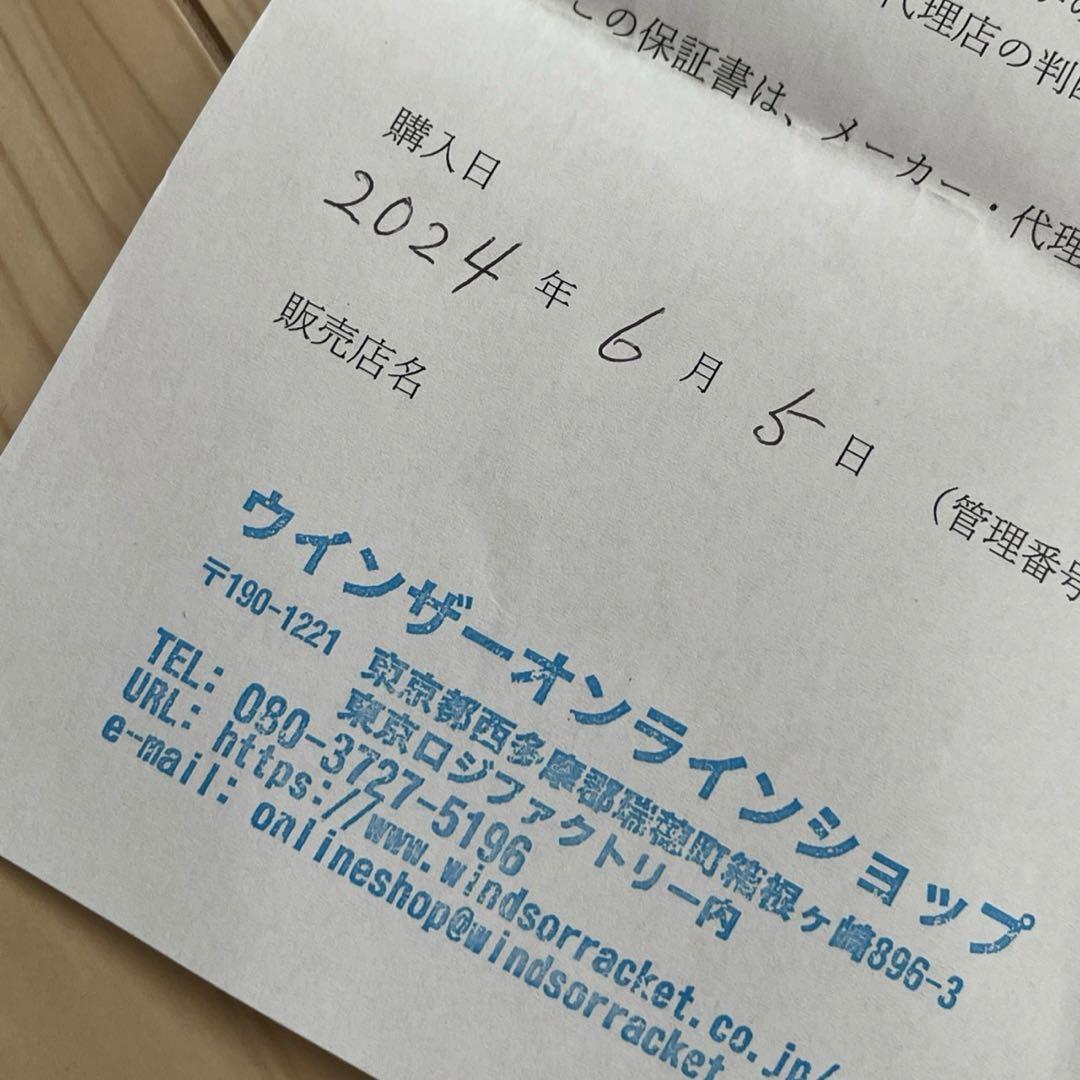 代理店の判
この保証書は、メーカー・代理
購入日
2024年6月5日 (管理番号
販売店名
ウインザーオンラインショップ
〒190-1221 東京都西多摩郡瑞穂町箱根ヶ崎896-3
東京ロジファクトリー内
TEL: 080-3727-5196
URL: https://www.windsorracket.co.jp/
e-mail: onlineshop@windsorracket